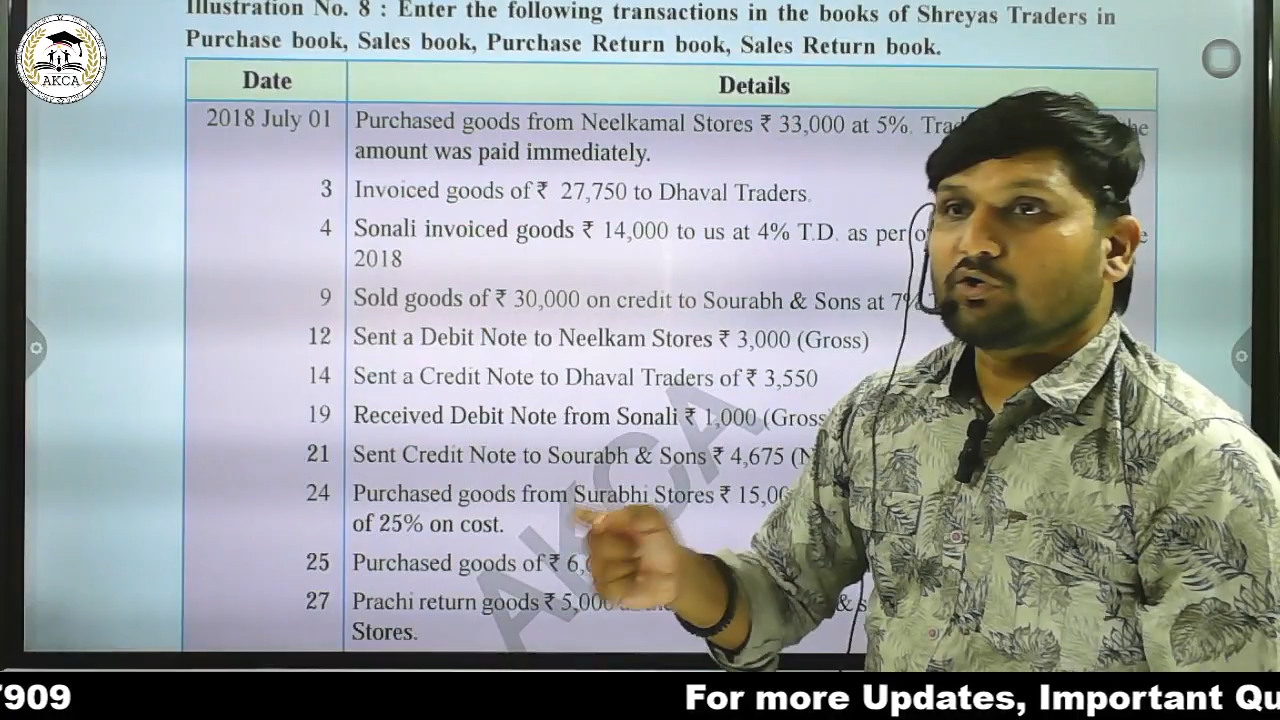 Illustration No. 8 : Enter the following transactions in the books of Shreyas Traders in
Purchase book, Sales book, Purchase Return book, Sales Return book.
Date Details
2018 July 01 Purchased goods from Neelkamal Stores ₹ 33,000 at 5%. the
amount was paid immediately.
3 Invoiced goods of ₹ 27,750 to Dhaval Traders.
4 Sonali invoiced goods ₹ 14,000 to us at 4% T.D. as per
2018
9 Sold goods of ₹ 30,000 on credit to Sourabh & Sons at 7%
12 Sent a Debit Note to Neelkam Stores ₹ 3,000 (Gross)
14 Sent a Credit Note to Dhaval Traders of ₹ 3,550
19 Received Debit Note from Sonali ₹ 1,000 (Gross
21 Sent Credit Note to Sourabh & Sons ₹ 4,675
24 Purchased goods from Surabhi Stores ₹
of 25% on cost.
25 Purchased goods of ₹
27 Prachi return goods ₹ &
Stores.
AKCA
AKCA
7909
For more Updates, Important Qu